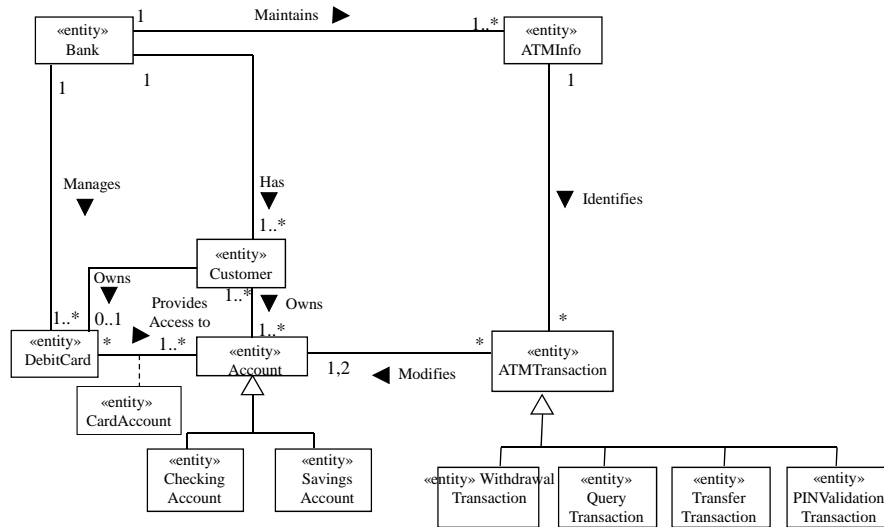 1
Maintains
«entity»
Bank
1..*
«entity»
ATMInfo
1
1
1
Manages
Has
Identifies
1..*
«entity»
Customer
Owns
1..*
Owns
Provides
Access to
1..*
0..1
1..*
*
«entity»
DebitCard
*
1..*
«entity»
Account
1,2
Modifies
*
«entity»
ATMTransaction
«entity»
CardAccount
«entity»
Checking
Account
«entity»
Savings
Account
«entity» Withdrawal
Transaction
«entity»
Query
Transaction
«entity»
Transfer
Transaction
«entity»
PINValidation
Transaction